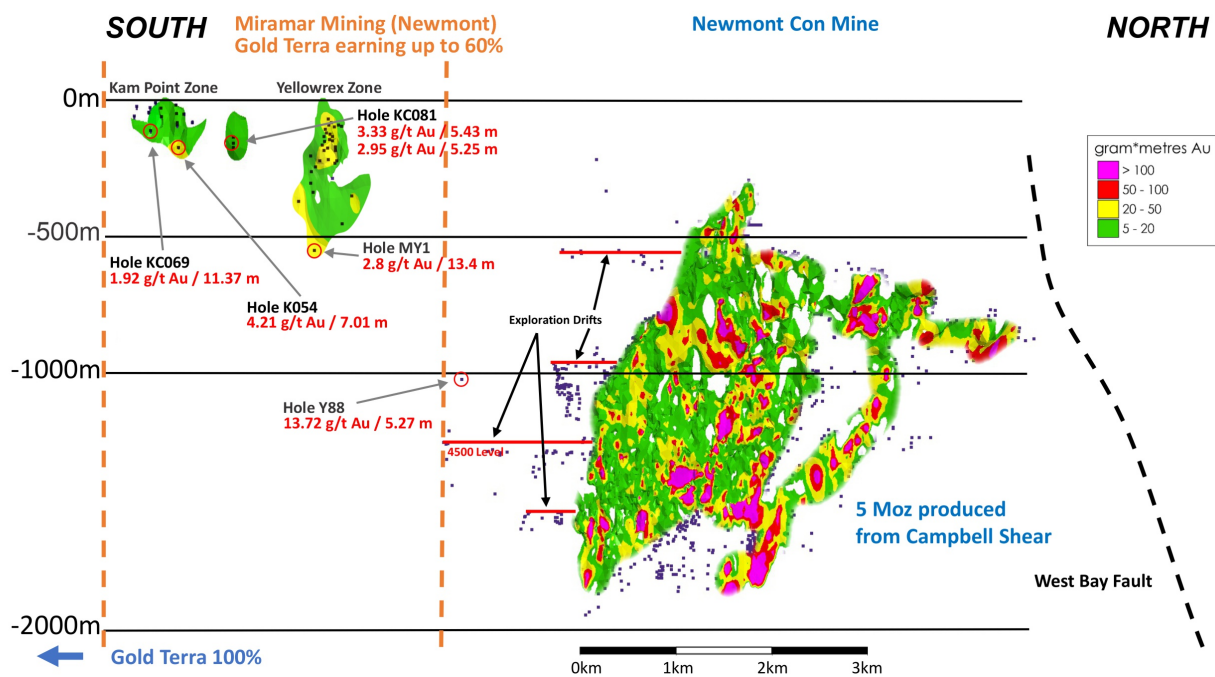 SOUTH
Miramar Mining (Newmont)
Gold Terra earning up to 60%
Newmont Con Mine
NORTH
Kam Point Zone
Yellowrex Zone
0m
Hole KC081
3.33 g/t Au / 5.43 m
2.95 g/t Au / 5.25 m
gram*metres Au
> 100
50 - 100
20 - 50
5 - 20
-500m
Hole KC069
1.92 g/t Au / 11.37 m
Hole MY1
2.8 g/t Au / 13.4 m
Hole K054
4.21 g/t Au / 7.01 m
Exploration Drifts
-1000m
Hole Y88
13.72 g/t Au / 5.27 m
4500 Level
5 Moz produced
from Campbell Shear
West Bay Fault
-2000m
Gold Terra 100%
0km
1km
2km
3km